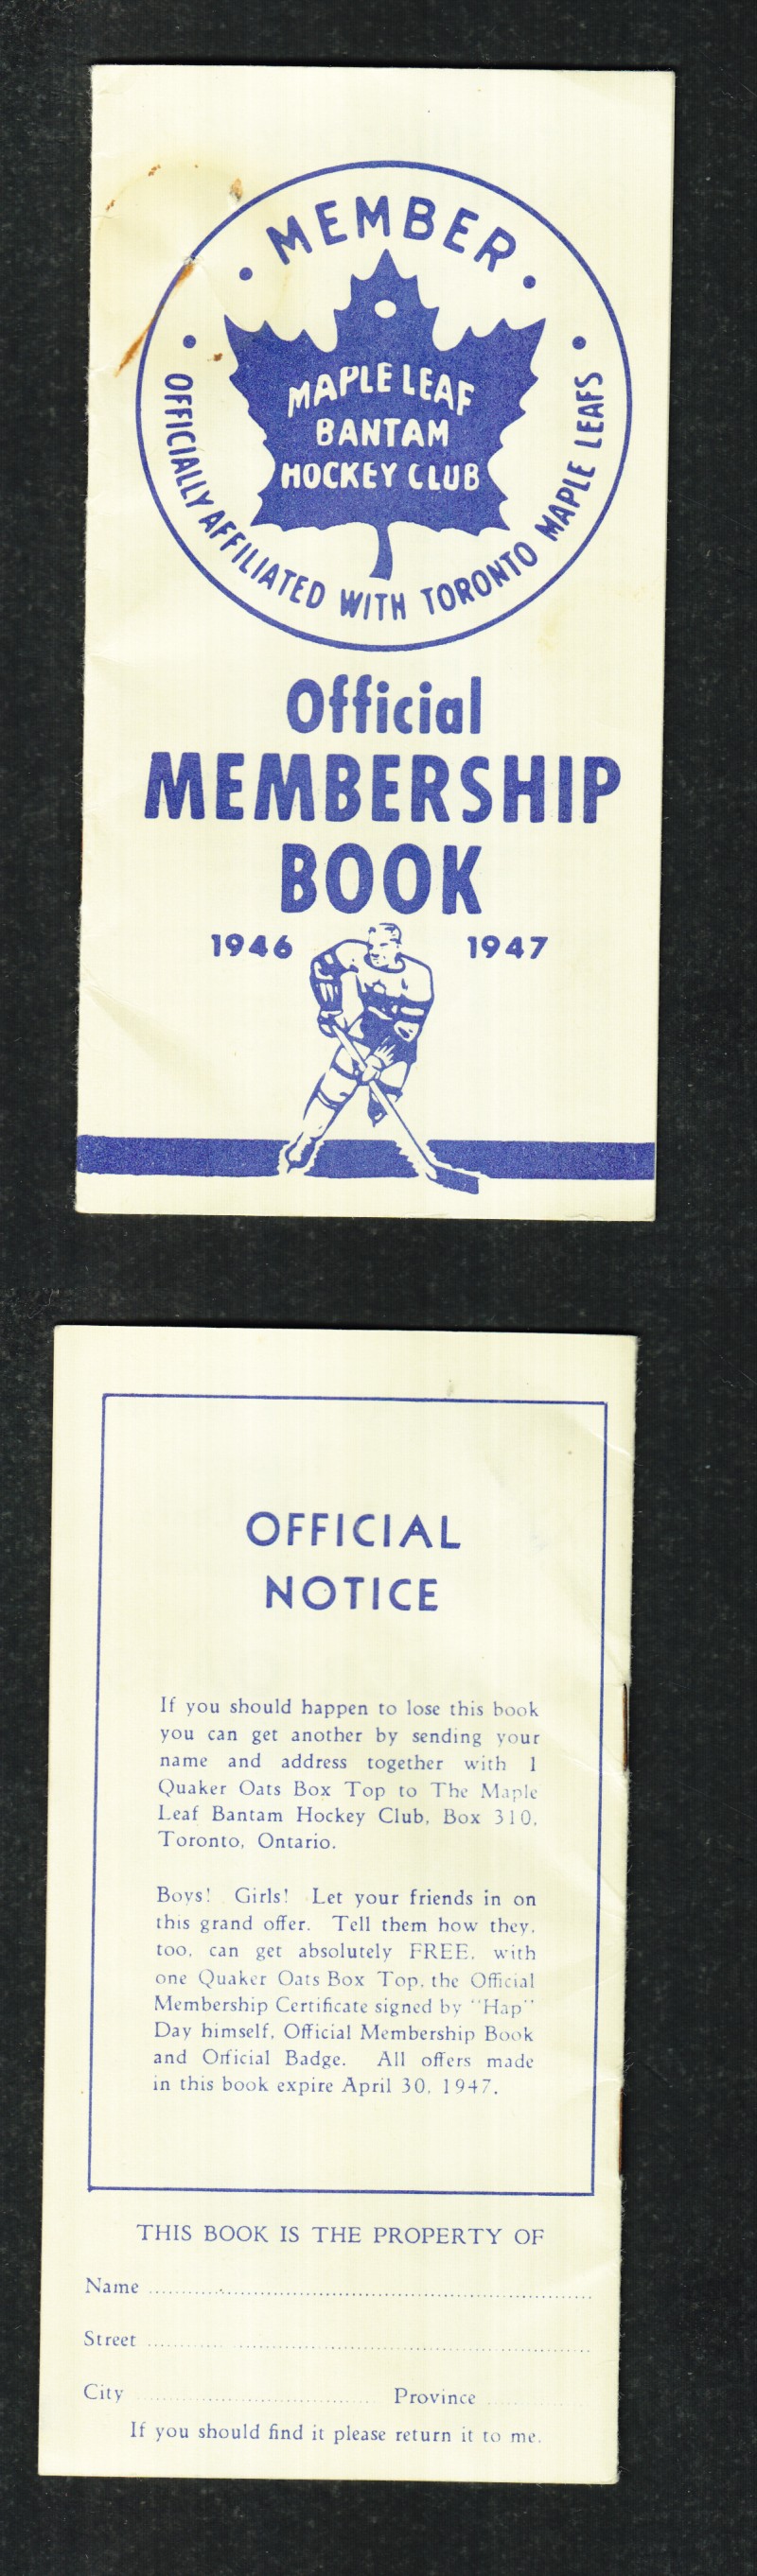 • MEMBER •
MAPLE LEAF
BANTAM
HOCKEY CLUB
• OFFICIALLY AFFILIATED WITH TORONTO MAPLE LEAFS •
Official
MEMBERSHIP
BOOK
1946 1947
OFFICIAL
NOTICE
If you should happen to lose this book
you can get another by sending your
name and address together with 1
Quaker Oats Box Top to The Maple
Leaf Bantam Hockey Club, Box 310,
Toronto, Ontario.
Boys! Girls! Let your friends in on
this grand offer. Tell them how they,
too, can get absolutely FREE, with
one Quaker Oats Box Top, the Official
Membership Certificate signed by "Hap"
Day himself, Official Membership Book
and Official Badge. All offers made
in this book expire April 30, 1947.
THIS BOOK IS THE PROPERTY OF
Name
Street
City Province
If you should find it please return it to me.